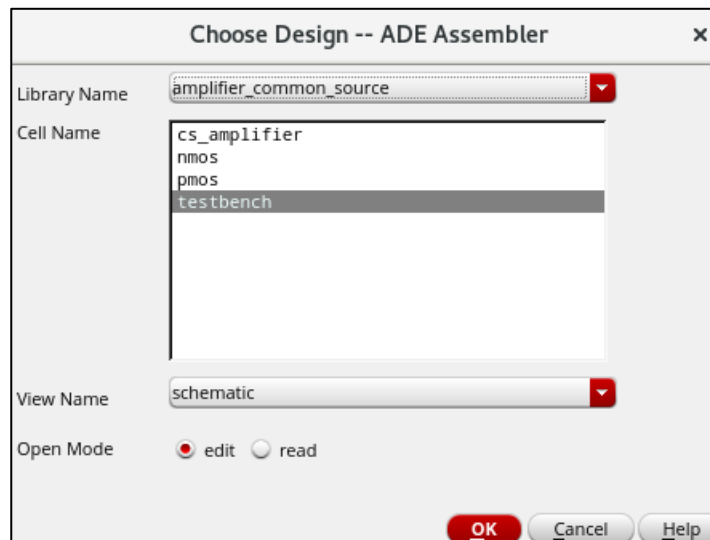 Choose Design -- ADE Assembler
Library Name amplifier_common_source
Cell Name
cs_amplifier
nmos
pmos
testbench
View Name schematic
Open Mode edit read
OK Cancel Help